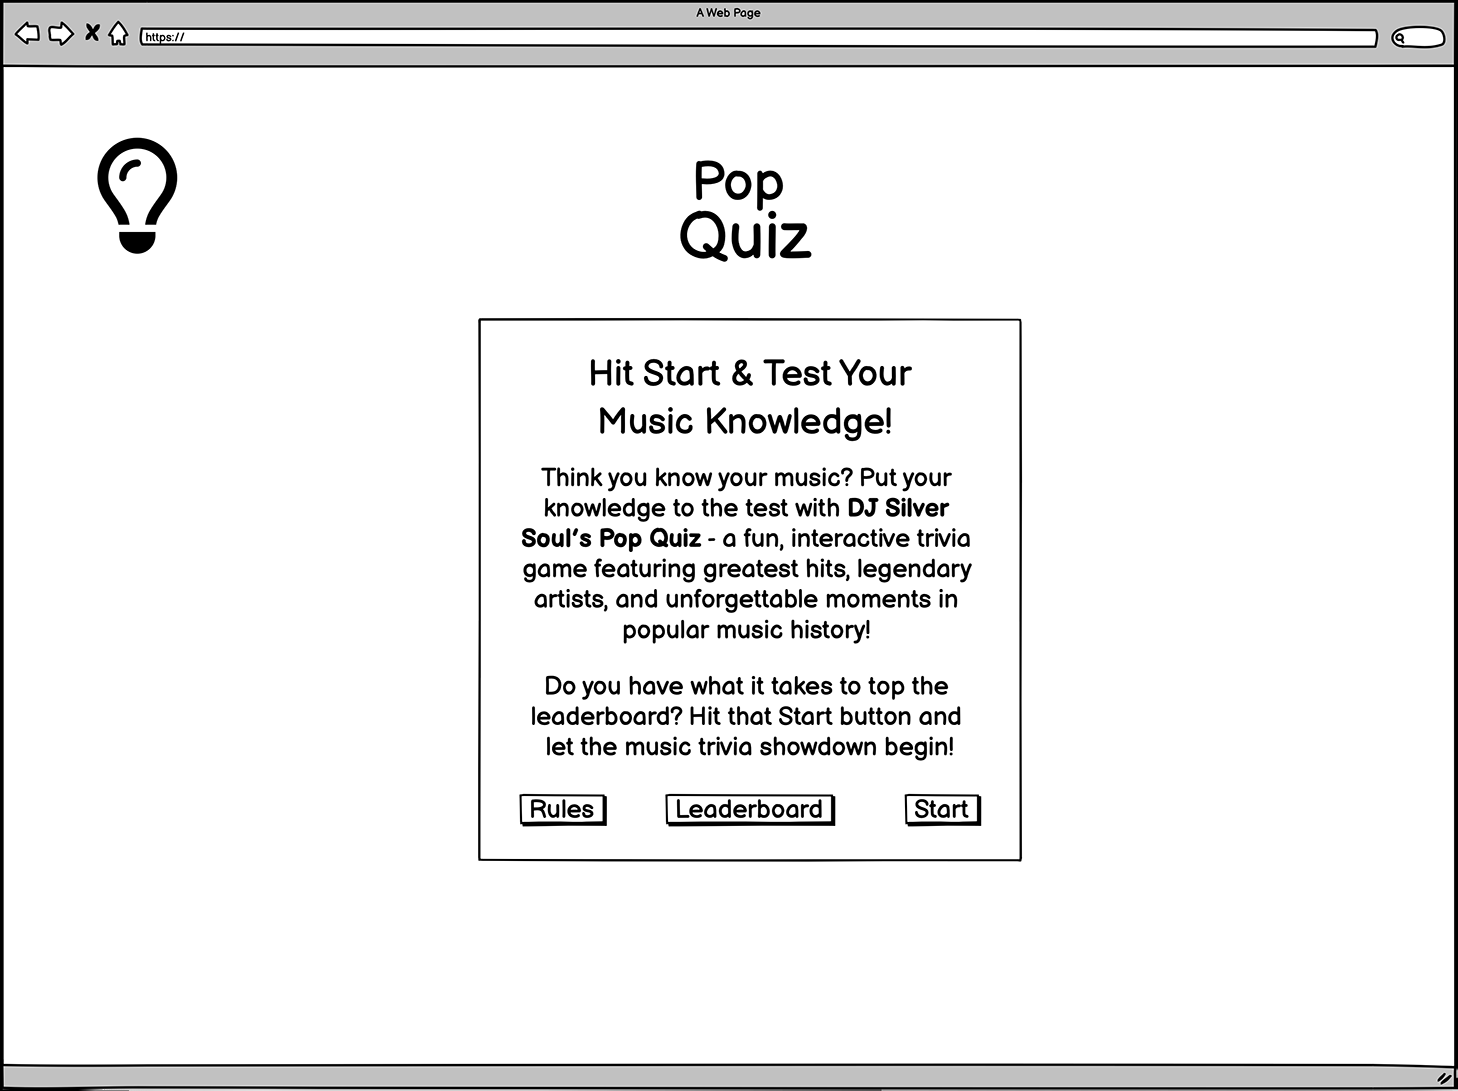 A Web Page
https://
Pop
Quiz
Hit Start & Test Your
Music Knowledge!
Think you know your music? Put your
knowledge to the test with DJ Silver
Soul's Pop Quiz - a fun, interactive trivia
game featuring greatest hits, legendary
artists, and unforgettable moments in
popular music history!
Do you have what it takes to top the
leaderboard? Hit that Start button and
let the music trivia showdown begin!
Rules
Leaderboard
Start